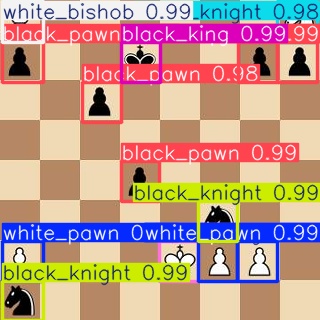 white_bishob 0.99
knight 0.98
black_pawn
black_king 0.99
.99
black_pawn 0.98
black_pawn 0.99
black_knight 0.99
white_pawn 0
white_pawn 0.99
black_knight 0.99